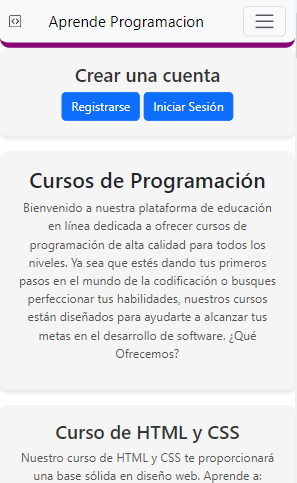 Aprende Programacion
Crear una cuenta
Registrarse
Iniciar Sesión
Cursos de Programación
Bienvenido a nuestra plataforma de educación
en línea dedicada a ofrecer cursos de
programación de alta calidad para todos los
niveles. Ya sea que estés dando tus primeros
pasos en el mundo de la codificación o busques
perfeccionar tus habilidades, nuestros cursos
están diseñados para ayudarte a alcanzar tus
metas en el desarrollo de software. ¿Qué
Ofrecemos?
Curso de HTML y CSS
Nuestro curso de HTML y CSS te proporcionará
una base sólida en diseño web. Aprende a: